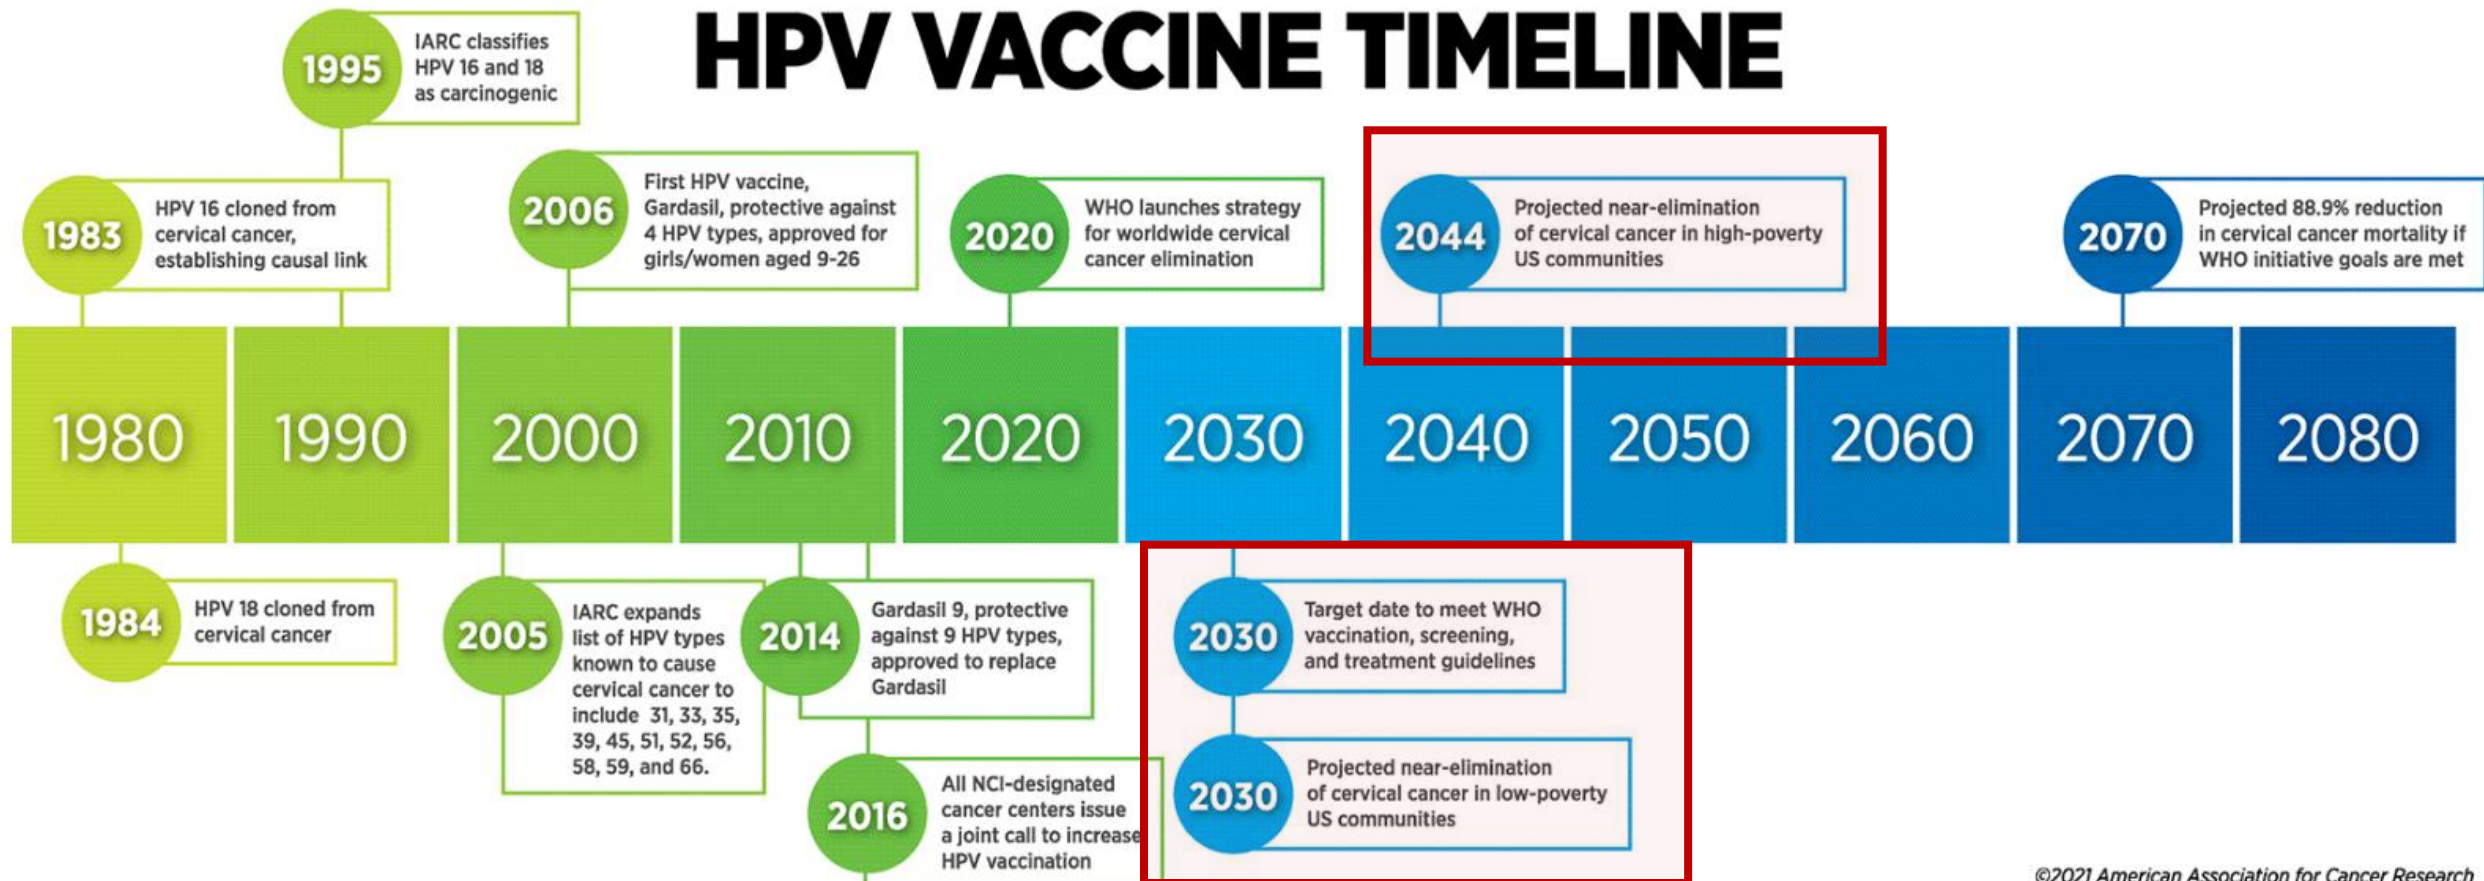 HPV VACCINE TIMELINE
1995
IARC classifies
HPV 16 and 18
as carcinogenic
1983
HPV 16 cloned from
cervical cancer,
establishing causal link
2006
First HPV vaccine,
Gardasil, protective against
4 HPV types, approved for
girls/women aged 9-26
2020
WHO launches strategy
for worldwide cervical
cancer elimination
2044
Projected near-elimination
of cervical cancer in high-poverty
US communities
2070
Projected 88.9% reduction
in cervical cancer mortality if
WHO initiative goals are met
1980
1990
2000
2010
2020
2030
2040
2050
2060
2070
2080
1984
HPV 18 cloned from
cervical cancer
2005
IARC expands
list of HPV types
known to cause
cervical cancer to
include 31, 33, 35,
39, 45, 51, 52, 56,
58, 59, and 66.
2014
Gardasil 9, protective
against 9 HPV types,
approved to replace
Gardasil
2016
All NCI-designated
cancer centers issue
a joint call to increase
HPV vaccination
2030
Target date to meet WHO
vaccination, screening,
and treatment guidelines
2030
Projected near-elimination
of cervical cancer in low-poverty
US communities
©2021 American Association for Cancer Research